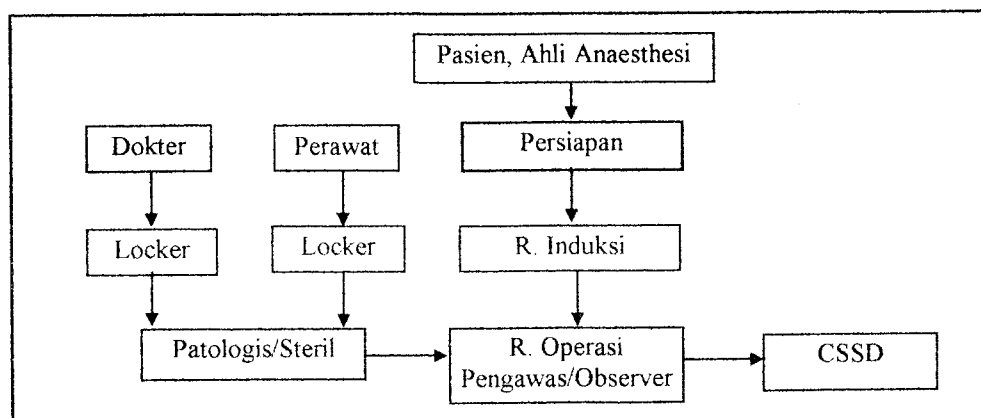 Pasien, Ahli Anaesthesi
Dokter
Perawat
Persiapan
Locker
Locker
R. Induksi
Patologis/Steril
R. Operasi
Pengawas/Observer
CSSD